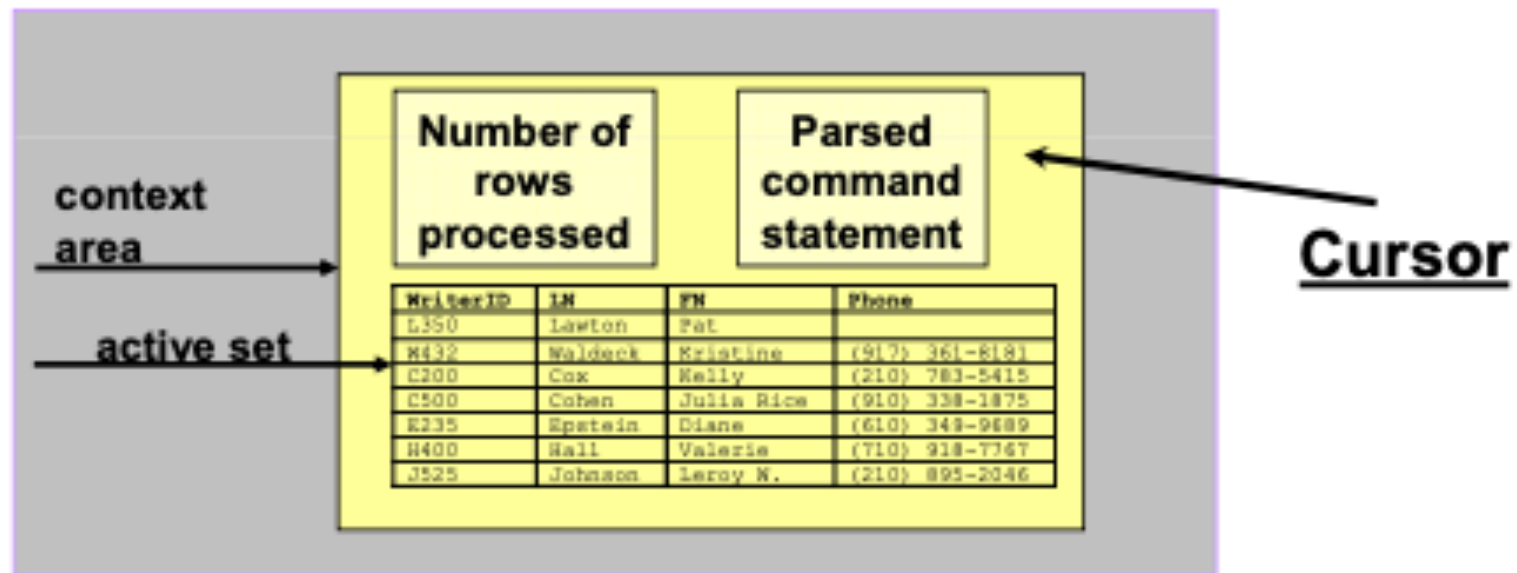 Number of
rows
processed
Parsed
command
statement
context
area
Cursor
active set
WriterID LN FN Phone
L350 Lawton Pat
W432 Waldeck Kristine (917) 361-8181
C200 Cox Kelly (210) 783-5415
C500 Cohen Julia Rice (910) 338-1875
E235 Epstein Diane (610) 349-9689
H400 Hall Valerie (710) 918-7767
J525 Johnson Leroy W. (210) 895-2046